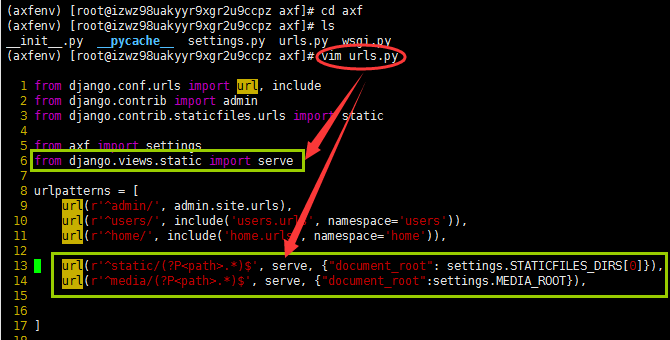 (axfenv) [root@izwz98uakyyr9xgr2u9ccpz axf]# cd axf
(axfenv) [root@izwz98uakyyr9xgr2u9ccpz axf]# ls
__init__.py  __pycache__  settings.py  urls.py  wsgi.py
(axfenv) [root@izwz98uakyyr9xgr2u9ccpz axf]# vim urls.py
1 from django.conf.urls import url, include
2 from django.contrib import admin
3 from django.contrib.staticfiles.urls import static
4
5 from axf import settings
6 from django.views.static import serve
7
8 urlpatterns = [
9     url(r'^admin/', admin.site.urls),
10     url(r'^users/', include('users.urls', namespace='users')),
11     url(r'^home/', include('home.urls', namespace='home')),
12
13     url(r'^static/(?P<path>.*)$', serve, {"document_root": settings.STATICFILES_DIRS[0]}),
14     url(r'^media/(?P<path>.*)$', serve, {"document_root":settings.MEDIA_ROOT}),
15
16
17 ]